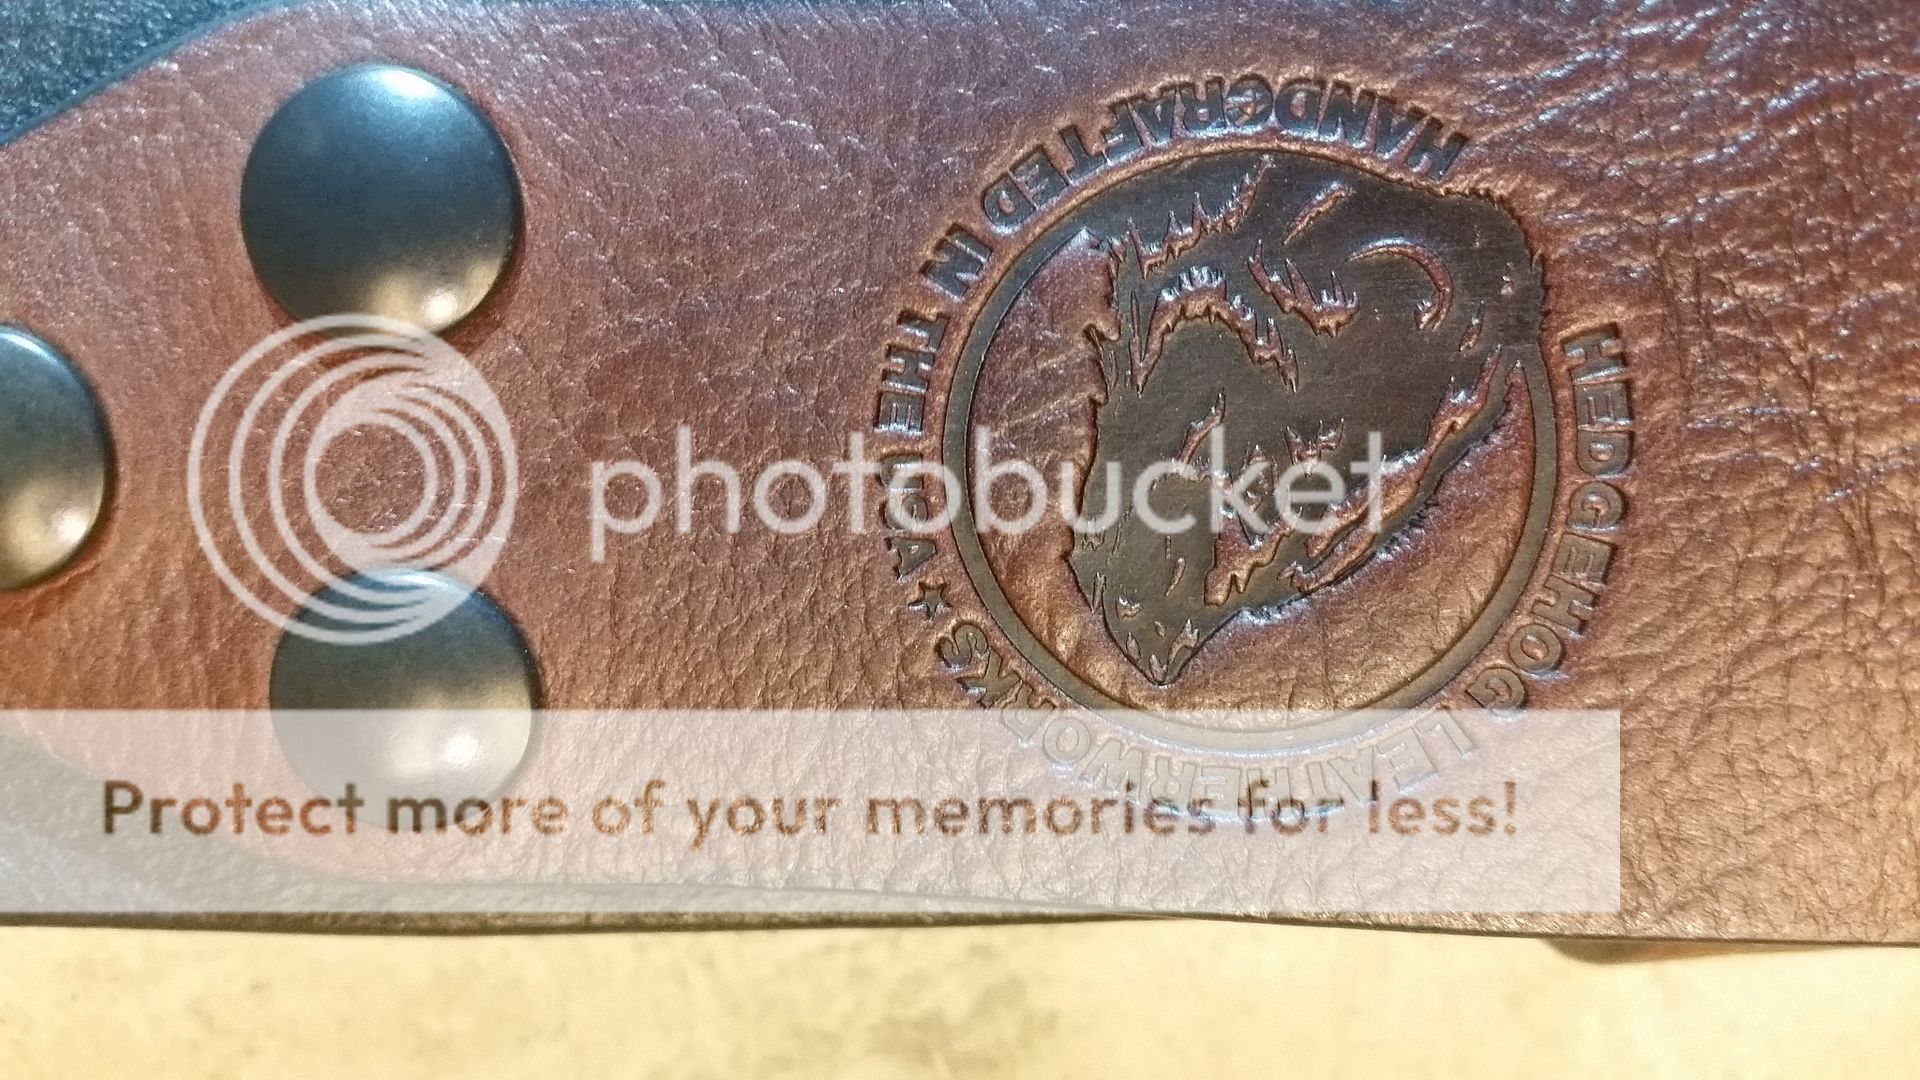 HEDGEHOG LEATHERWORKS ★
HANDCRAFTED IN THE USA
photobucket
Protect more of your memories for less!